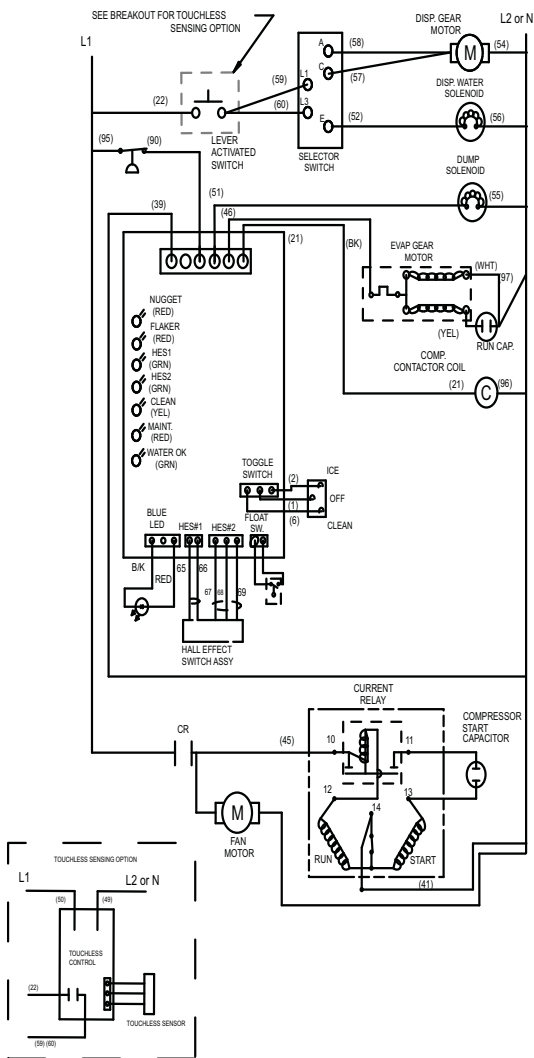 SEE BREAKOUT FOR TOUCHLESS
SENSING OPTION
L1
DISP. GEAR
MOTOR
L2 or N
A
(58)
M
(54)
C
(57)
L1
(59)
DISP. WATER
SOLENOID
(22)
(60)
L3
(52)
E
(56)
LEVER
ACTIVATED
SWITCH
SELECTOR
SWITCH
(95)
(90)
DUMP
SOLENOID
(51)
(55)
(39)
(46)
(21)
(BK)
EVAP GEAR
MOTOR
(WHT)
(97)
(YEL)
RUN CAP.
COMP.
CONTACTOR COIL
(21)
C
(96)
NUGGET
(RED)
FLAKER
(RED)
HES1
(GRN)
HES2
(GRN)
CLEAN
(YEL)
MAINT.
(RED)
WATER OK
(GRN)
TOGGLE
SWITCH
(2)
ICE
OFF
(1)
(6)
CLEAN
BLUE
LED
HES#1
HES#2
FLOAT
SW.
B/K
RED
65
66
67
68
69
HALL EFFECT
SWITCH ASSY
CURRENT
RELAY
COMPRESSOR
START
CAPACITOR
CR
(45)
10
11
12
13
14
M
FAN
MOTOR
RUN
START
(41)
TOUCHLESS SENSING OPTION
L1
L2 or N
(50)
(49)
TOUCHLESS
CONTROL
(22)
TOUCHLESS SENSOR
(59) (60)